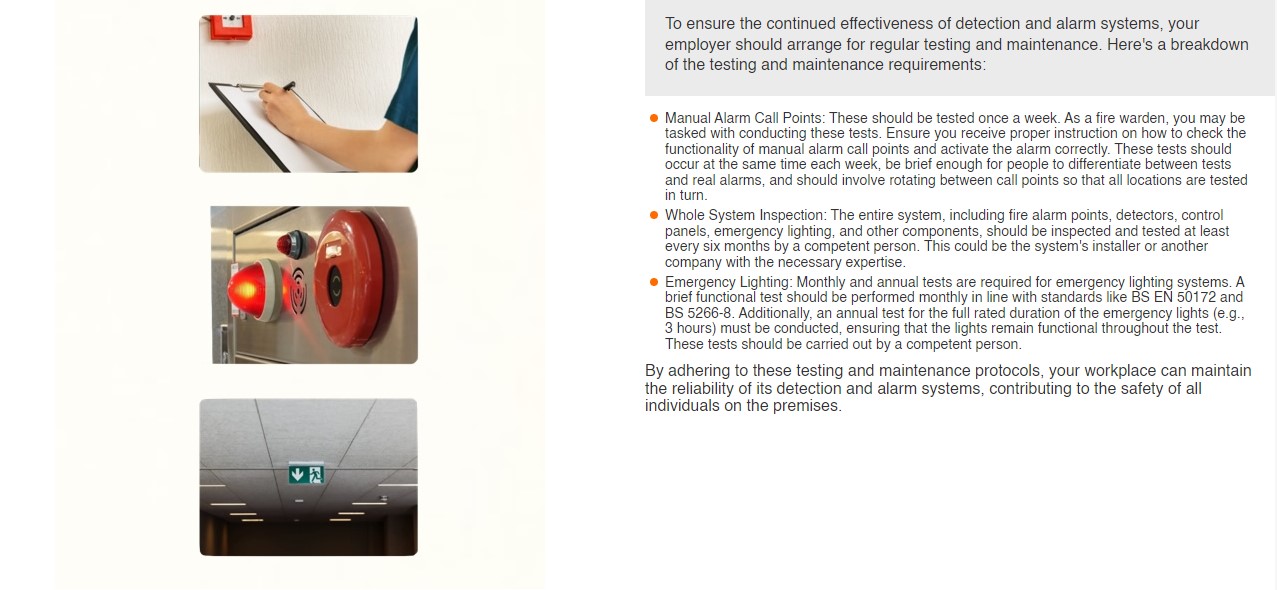 To ensure the continued effectiveness of detection and alarm systems, your
employer should arrange for regular testing and maintenance. Here's a breakdown
of the testing and maintenance requirements:
Manual Alarm Call Points: These should be tested once a week. As a fire warden, you may be
tasked with conducting these tests. Ensure you receive proper instruction on how to check the
functionality of manual alarm call points and activate the alarm correctly. These tests should
occur at the same time each week, be brief enough for people to differentiate between tests
and real alarms, and should involve rotating between call points so that all locations are tested
in turn.
Whole System Inspection: The entire system, including fire alarm points, detectors, control
panels, emergency lighting, and other components, should be inspected and tested at least
every six months by a competent person. This could be the system's installer or another
company with the necessary expertise.
Emergency Lighting: Monthly and annual tests are required for emergency lighting systems. A
brief functional test should be performed monthly in line with standards like BS EN 50172 and
BS 5266-8. Additionally, an annual test for the full rated duration of the emergency lights (e.g.,
3 hours) must be conducted, ensuring that the lights remain functional throughout the test.
These tests should be carried out by a competent person.
By adhering to these testing and maintenance protocols, your workplace can maintain
the reliability of its detection and alarm systems, contributing to the safety of all
individuals on the premises.